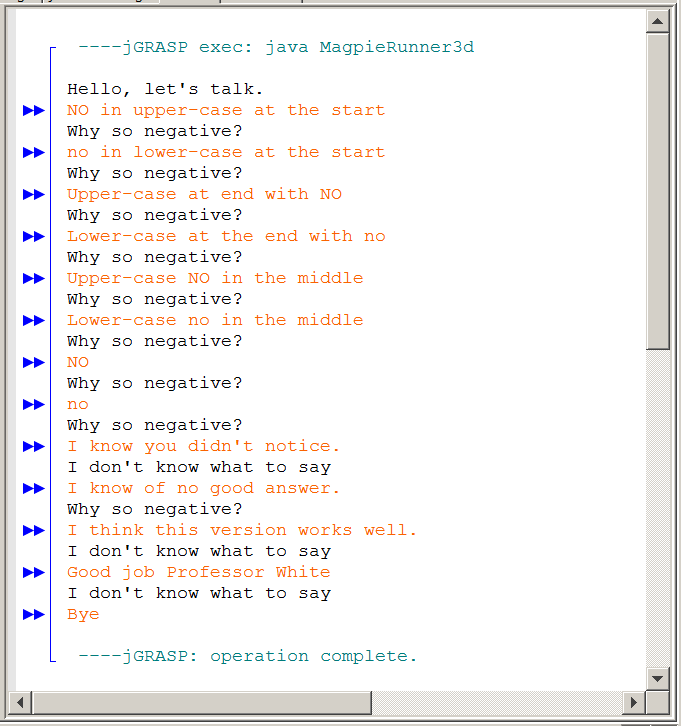 ----jGRASP exec: java MagpieRunner3d
Hello, let's talk.
NO in upper-case at the start
Why so negative?
no in lower-case at the start
Why so negative?
Upper-case at end with NO
Why so negative?
Lower-case at the end with no
Why so negative?
Upper-case NO in the middle
Why so negative?
Lower-case no in the middle
Why so negative?
NO
Why so negative?
no
Why so negative?
I know you didn't notice.
I don't know what to say
I know of no good answer.
Why so negative?
I think this version works well.
I don't know what to say
Good job Professor White
I don't know what to say
Bye
----jGRASP: operation complete.